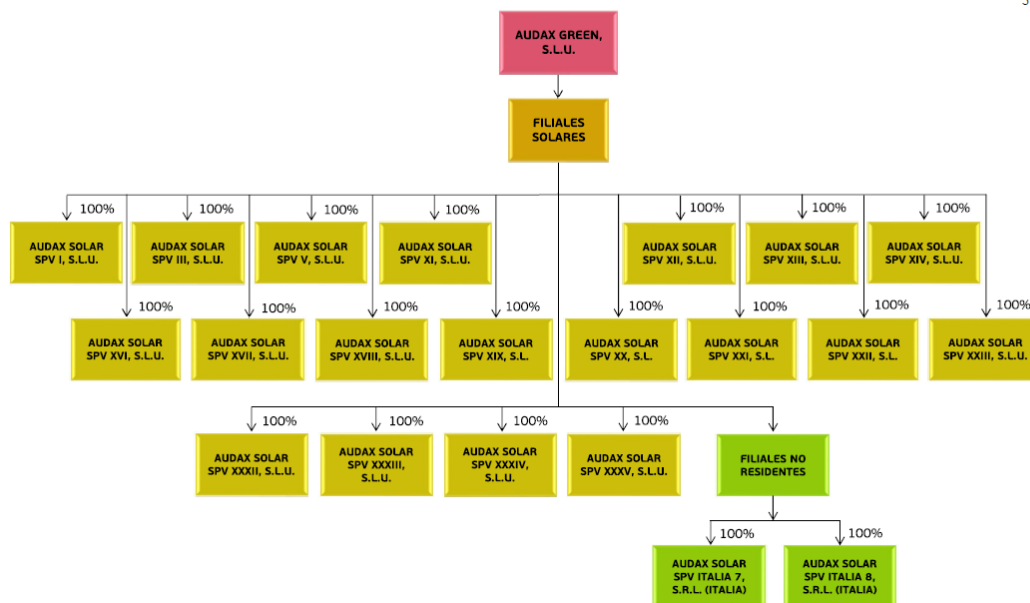 AUDAX GREEN,
S.L.U.
FILIALES
SOLARES
100%
100%
100%
100%
100%
100%
100%
AUDAX SOLAR
SPV I, S.L.U.
AUDAX SOLAR
SPV III, S.L.U.
AUDAX SOLAR
SPV V, S.L.U.
AUDAX SOLAR
SPV XI, S.L.U.
AUDAX SOLAR
SPV XII, S.L.U.
AUDAX SOLAR
SPV XIII, S.L.U.
AUDAX SOLAR
SPV XIV, S.L.U.
100%
100%
100%
100%
100%
100%
100%
100%
AUDAX SOLAR
SPV XVI, S.L.U.
AUDAX SOLAR
SPV XVII, S.L.U.
AUDAX SOLAR
SPV XVIII, S.L.U.
AUDAX SOLAR
SPV XIX, S.L.
AUDAX SOLAR
SPV XX, S.L.
AUDAX SOLAR
SPV XXI, S.L.
AUDAX SOLAR
SPV XXII, S.L.
AUDAX SOLAR
SPV XXIII, S.L.U.
100%
100%
100%
100%
100%
AUDAX SOLAR
SPV XXXII, S.L.U.
AUDAX SOLAR
SPV XXXIII,
S.L.U.
AUDAX SOLAR
SPV XXXIV,
S.L.U.
AUDAX SOLAR
SPV XXXV, S.L.U.
FILIALES NO
RESIDENTES
100%
100%
AUDAX SOLAR
SPV ITALIA 7,
S.R.L. (ITALIA)
AUDAX SOLAR
SPV ITALIA 8,
S.R.L. (ITALIA)